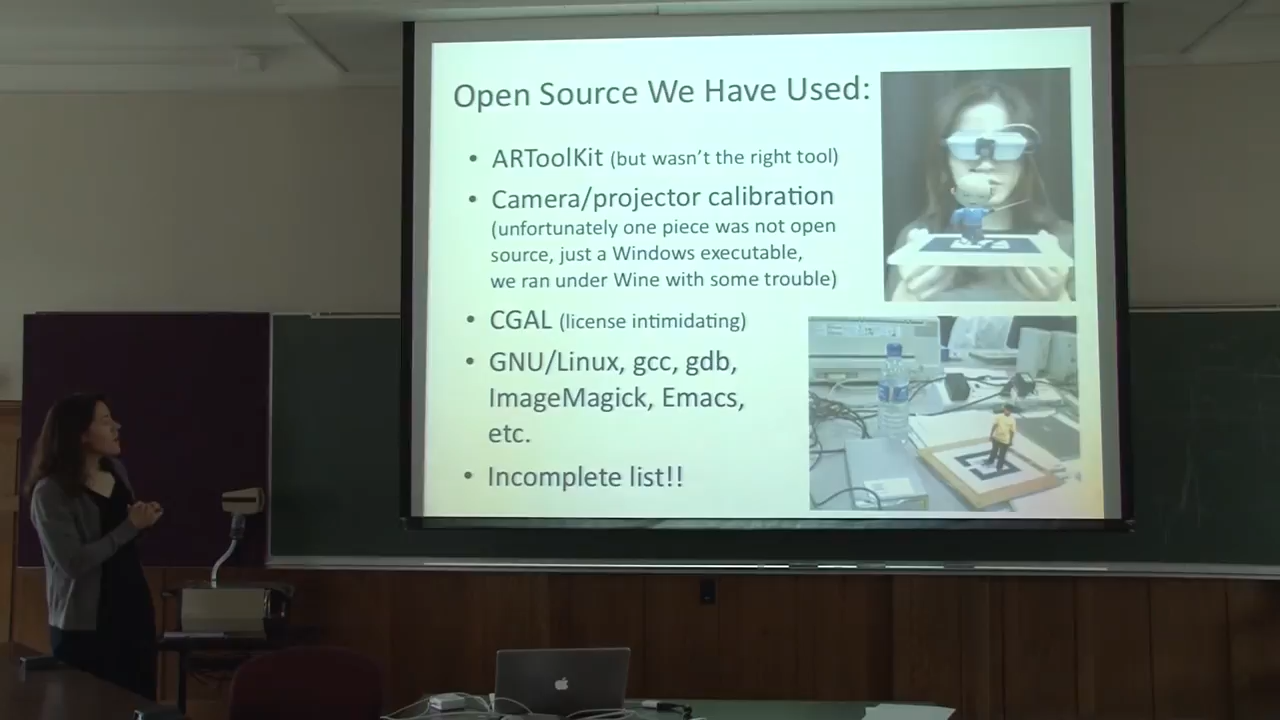 Open Source We Have Used:
• ARToolKit (but wasn't the right tool)
• Camera/projector calibration
(unfortunately one piece was not open
source, just a Windows executable,
we ran under Wine with some trouble)
• CGAL (license intimidating)
• GNU/Linux, gcc, gdb,
ImageMagick, Emacs,
etc.
• Incomplete list!!